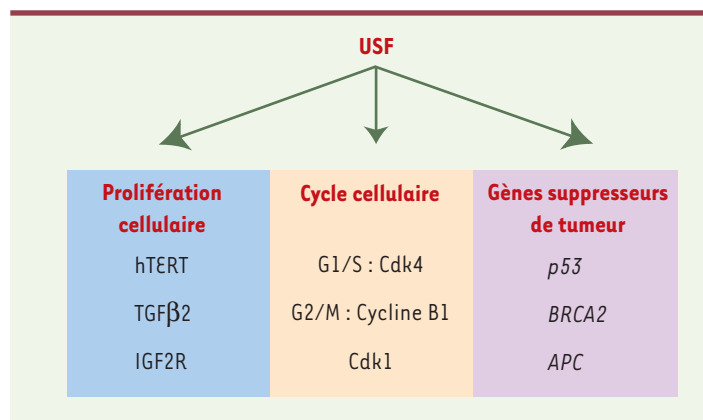 USF
Prolifération
cellulaire
hTERT
TGFβ2
IGF2R
Cycle cellulaire
G1/S : Cdk4
G2/M : Cycline B1
Cdk1
Gènes suppresseurs
de tumeur
p53
BRCA2
APC